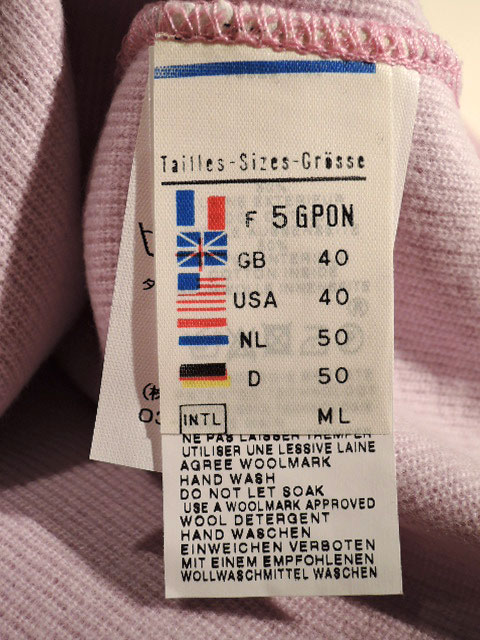 Tailles-Sizes-Grösse
F 5 GPON
GB 40
USA 40
NL 50
D 50
INTL ML
NE PAS LAISSER TREMPER
UTILISER UNE LESSIVE LAINE
AGREE WOOLMARK
HAND WASH
DO NOT LET SOAK
USE A WOOLMARK APPROVED
WOOL DETERGENT
HAND WASCHEN
EINWEICHEN VERBOTEN
MIT EINEM EMPFOHLENEN
WOLLWASCHMITTEL WASCHEN